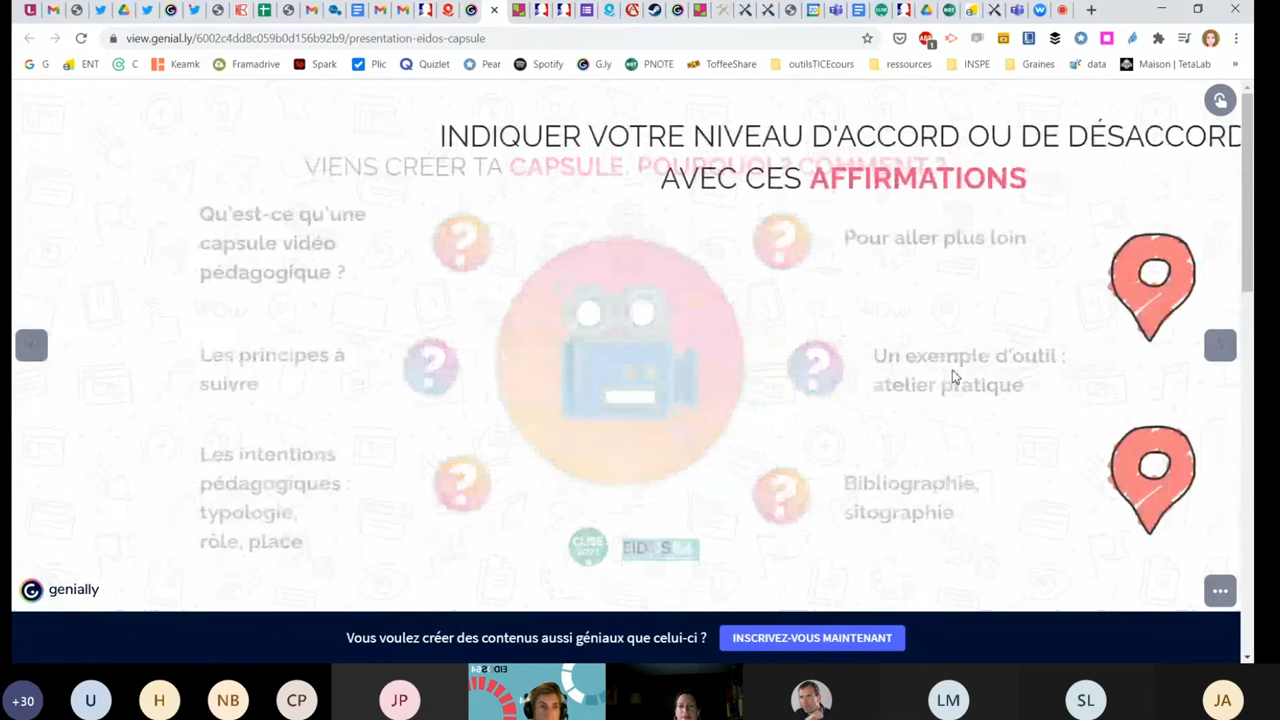 view.genial.ly/6002c4dd8c059b0d156b92b9/presentation-eidos-capsule
G ENT C Keamk Framadrive Spark Plic Quizlet Pear Spotify G.ly PNOTE ToffeeShare outilsTICEcours ressources INSPE Graines data Maison | TetaLab »
INDIQUER VOTRE NIVEAU D'ACCORD OU DE DÉSACCORD
AVEC CES AFFIRMATIONS
VIENS CRÉER TA CAPSULE. POURQUOI ? COMMENT ?
Qu'est-ce qu'une
capsule vidéo
pédagogique ?
Les principes à
suivre
Les intentions
pédagogiques :
typologie,
rôle, place
Pour aller plus loin
Un exemple d'outil :
atelier pratique
Bibliographie,
sitographie
EIDOS64
genially
Vous voulez créer des contenus aussi géniaux que celui-ci ? INSCRIVEZ-VOUS MAINTENANT
+30 U H NB CP JP LM SL JA